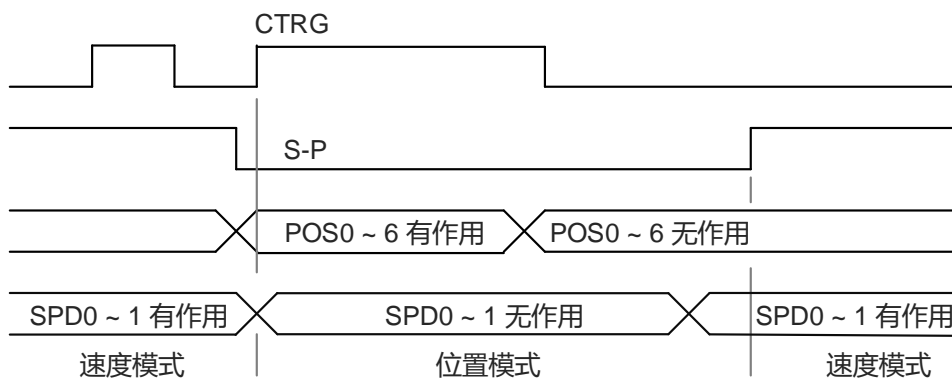 CTRG
S-P
POS0 ~ 6 有作用 POS0 ~ 6 无作用
SPD0 ~ 1 有作用 SPD0 ~ 1 无作用 SPD0 ~ 1 有作用
速度模式 位置模式 速度模式